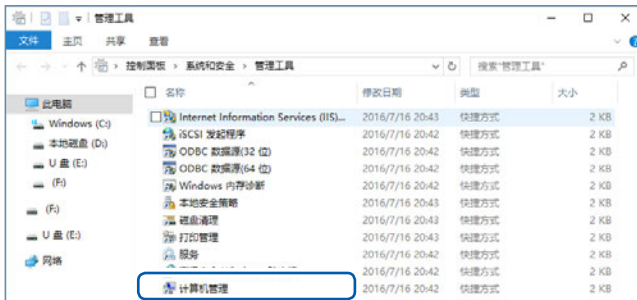 管理工具
文件 主页 共享 查看
控制面板 › 系统和安全 › 管理工具 搜索"管理工具"
名称 修改日期 类型 大小
此电脑
Windows (C:)
本地磁盘 (D:)
U 盘 (E:)
(F:)
(F:)
U 盘 (E:)
网络
Internet Information Services (IIS)... 2016/7/16 20:43 快捷方式 2 KB
iSCSI 发起程序 2016/7/16 20:42 快捷方式 2 KB
ODBC 数据源(32 位) 2016/7/16 20:42 快捷方式 2 KB
ODBC 数据源(64 位) 2016/7/16 20:42 快捷方式 2 KB
Windows 内存诊断 2016/7/16 20:42 快捷方式 2 KB
本地安全策略 2016/7/16 20:43 快捷方式 2 KB
磁盘清理 2016/7/16 20:43 快捷方式 2 KB
打印管理 2016/7/16 20:43 快捷方式 2 KB
服务 2016/7/16 20:42 快捷方式 2 KB
2016/7/16 20:42 快捷方式 2 KB
计算机管理 2016/7/16 20:42 快捷方式 2 KB